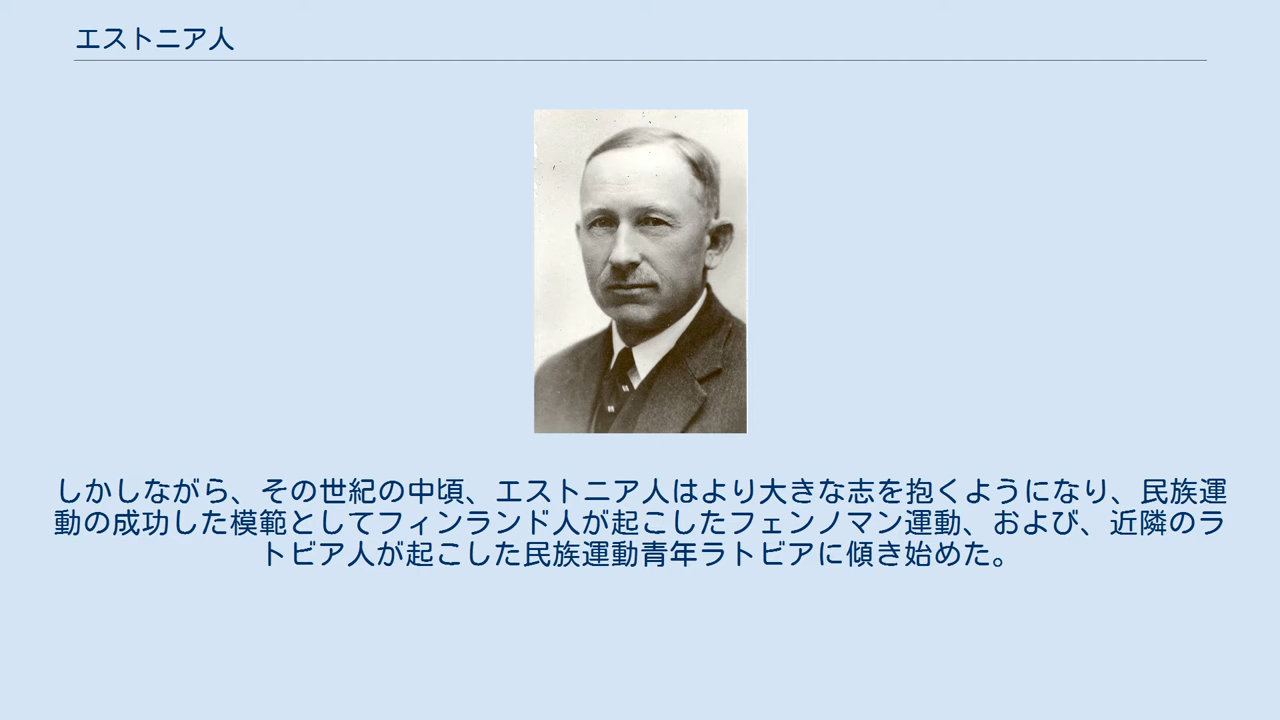 エストニア人
しかしながら、その世紀の中頃、エストニア人はより大きな志を抱くようになり、民族運
動の成功した模範としてフィンランド人が起こしたフェンノマン運動、および、近隣のラ
トビア人が起こした民族運動青年ラトビアに傾き始めた。